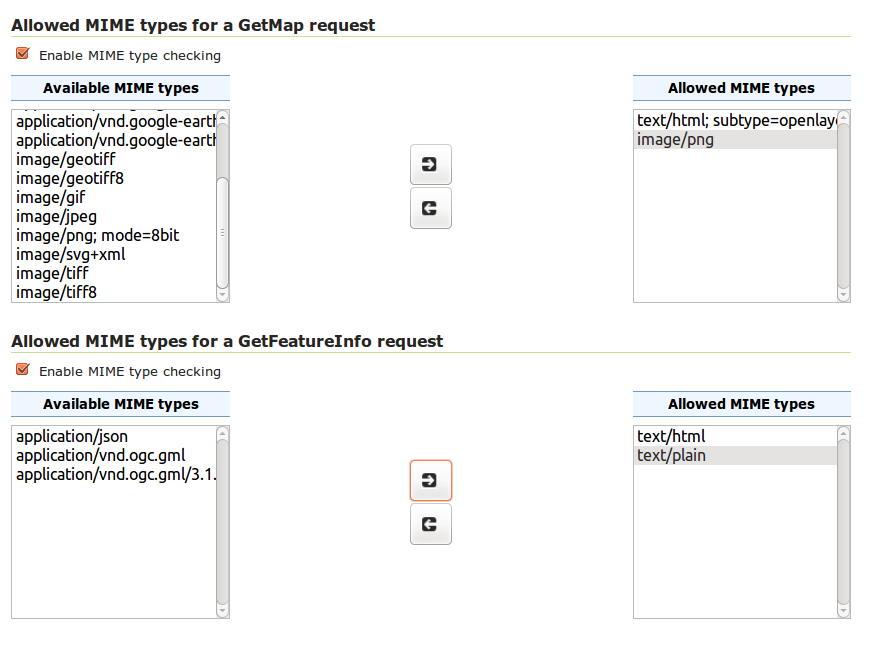 Allowed MIME types for a GetMap request
Enable MIME type checking
Available MIME types
Allowed MIME types
application/vnd.google-earth
application/vnd.google-earth
image/geotiff
image/geotiff8
image/gif
image/jpeg
image/png; mode=8bit
image/svg+xml
image/tiff
image/tiff8
text/html; subtype=openlaye
image/png
Allowed MIME types for a GetFeatureInfo request
Enable MIME type checking
Available MIME types
Allowed MIME types
application/json
application/vnd.ogc.gml
application/vnd.ogc.gml/3.1.
text/html
text/plain